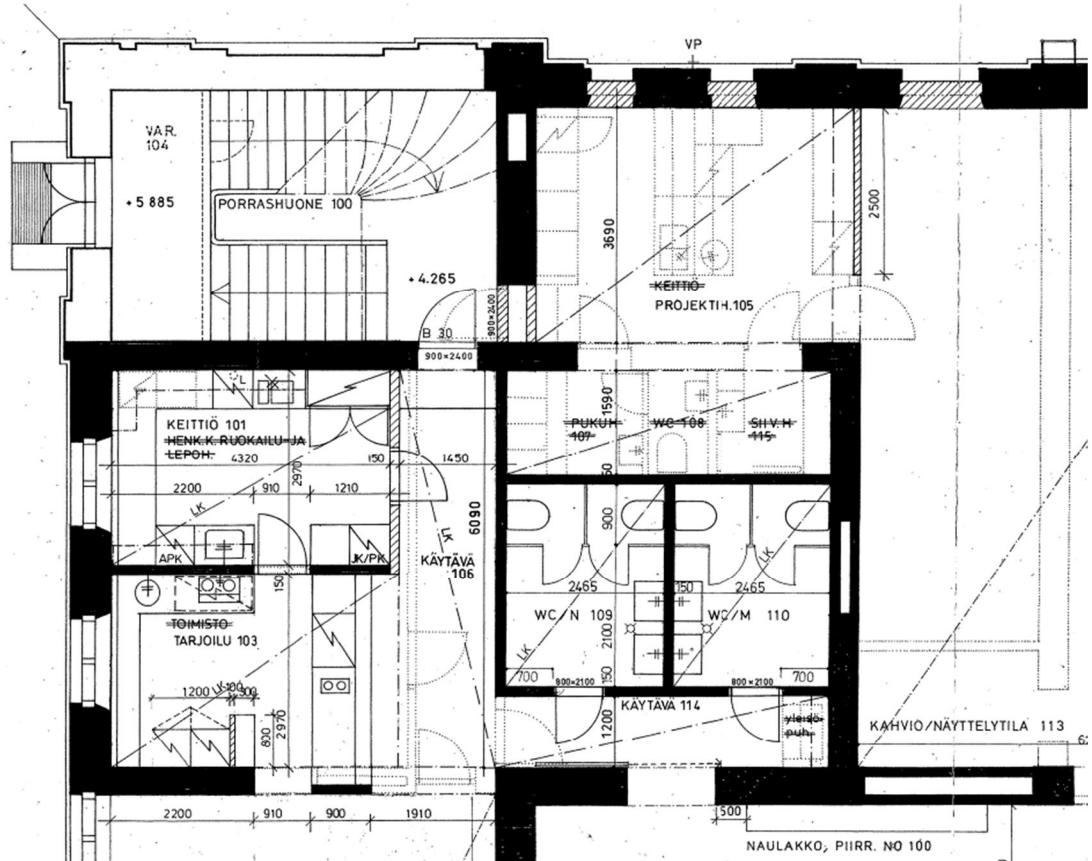 VP
VAR.
104
+5 885
PORRASHUONE 100
3690
2500
+4.265
KEITTIÖ
PROJEKTIH.105
B 30
900×2400
900×2400
L
KEITTIÖ 101
HENK.K. RUOKAILU JA
LEPOH.
4320
150
1450
2970
2200
910
1210
LK
LK
6090
1590
PUKUH.
107
WC 108
SIIV.H
115
50
APK
JK/PK
KÄYTÄVÄ
106
900
LK
2465
150
2465
WC/N 109
WC/M 110
150
TOIMISTO
TARJOILU 103
LK
2100
LK
150
700
700
800×2100
800×2100
1200
100
300
800
2970
KÄYTÄVÄ 114
yleisö-
puh.
1200
KAHVIO/NÄYTTELYTILA 113
2200
910
900
1910
500
NAULAKKO, PIIRR. NO 100